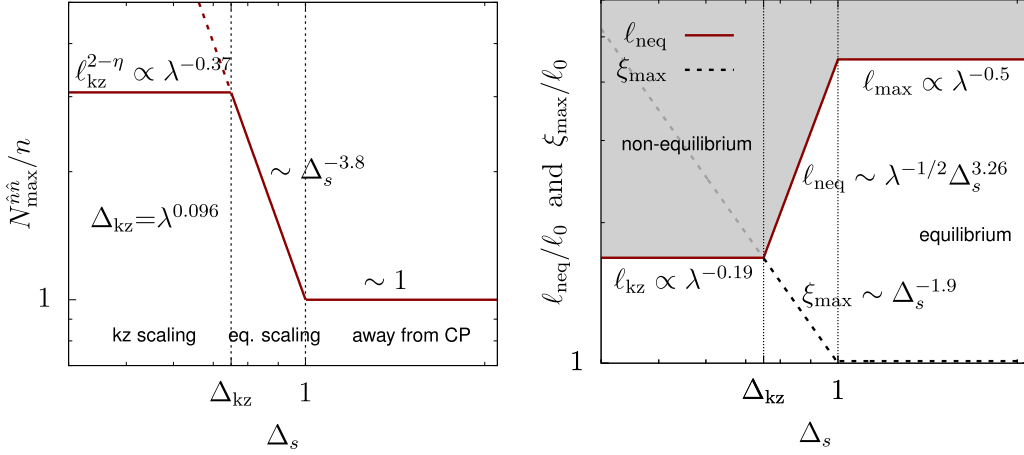 ℓ_kz^{2−η} ∝ λ^{−0.37}
∼ Δ_s^{−3.8}
Δ_kz=λ^{0.096}
∼ 1
kz scaling
eq. scaling
away from CP
N_max^{n̂n̂}/n
1
Δ_kz
1
Δ_s
ℓ_neq
ξ_max
ℓ_max ∝ λ^{−0.5}
non-equilibrium
ℓ_neq ∼ λ^{−1/2}Δ_s^{3.26}
equilibrium
ℓ_kz ∝ λ^{−0.19}
ξ_max ∼ Δ_s^{−1.9}
ℓ_neq/ℓ_0 and ξ_max/ℓ_0
1
Δ_kz
1
Δ_s